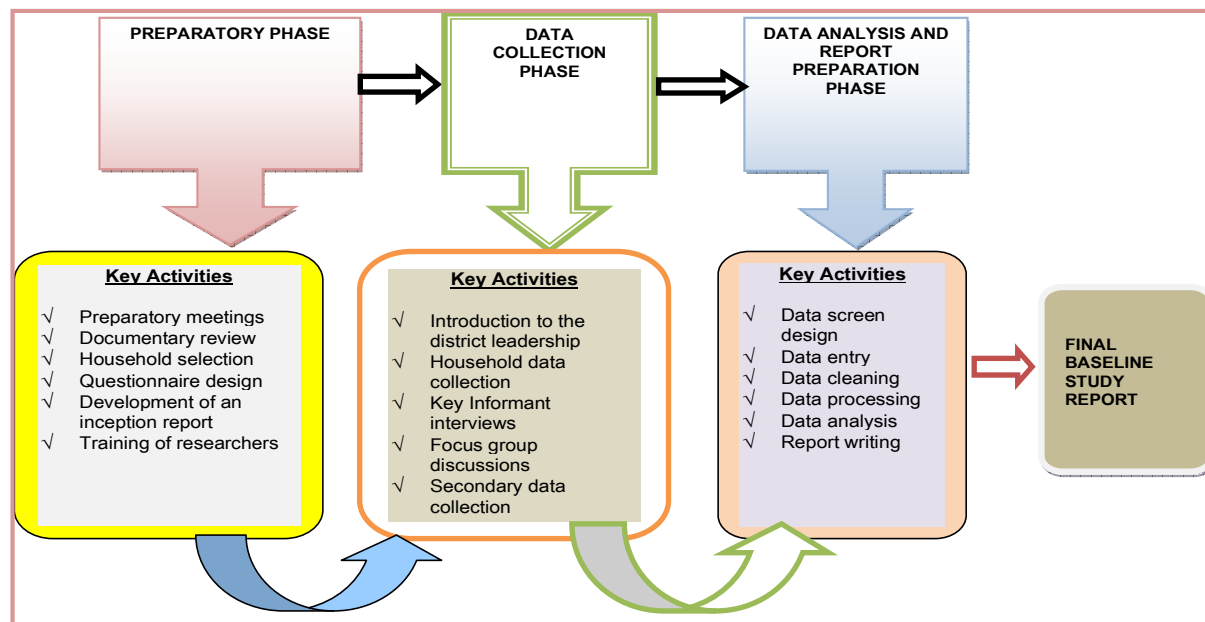 PREPARATORY PHASE
DATA
COLLECTION
PHASE
DATA ANALYSIS AND
REPORT
PREPARATION
PHASE
Key Activities
√ Preparatory meetings
√ Documentary review
√ Household selection
√ Questionnaire design
√ Development of an
inception report
√ Training of researchers
Key Activities
√ Introduction to the
district leadership
√ Household data
collection
√ Key Informant
interviews
√ Focus group
discussions
√ Secondary data
collection
Key Activities
√ Data screen
design
√ Data entry
√ Data cleaning
√ Data processing
√ Data analysis
√ Report writing
FINAL
BASELINE
STUDY
REPORT